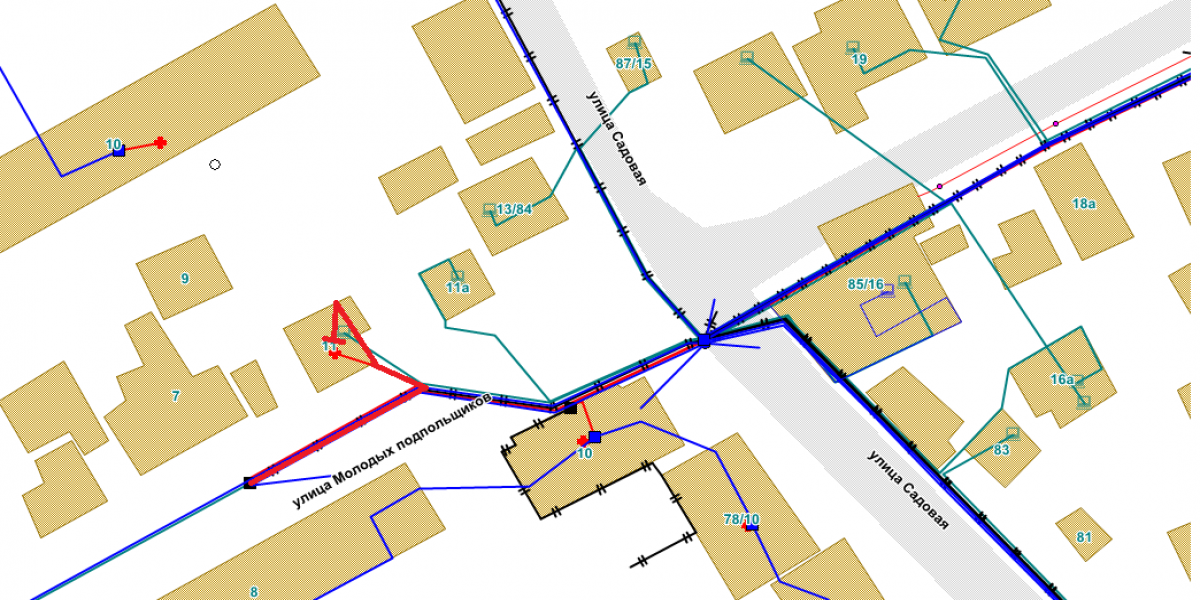 87/15
19
улица Садовая
10
13/84
18а
9
11а
85/16
11
16а
7
улица Молодых подпольщиков
10
83
улица Садовая
78/10
81
8